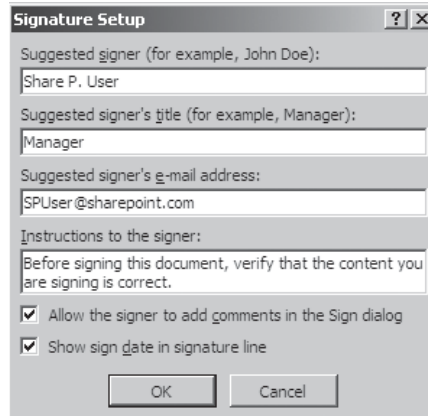 Signature Setup
Suggested signer (for example, John Doe):
Share P. User
Suggested signer's title (for example, Manager):
Manager
Suggested signer's e-mail address:
SPUser@sharepoint.com
Instructions to the signer:
Before signing this document, verify that the content you
are signing is correct.
Allow the signer to add comments in the Sign dialog
Show sign date in signature line
OK Cancel